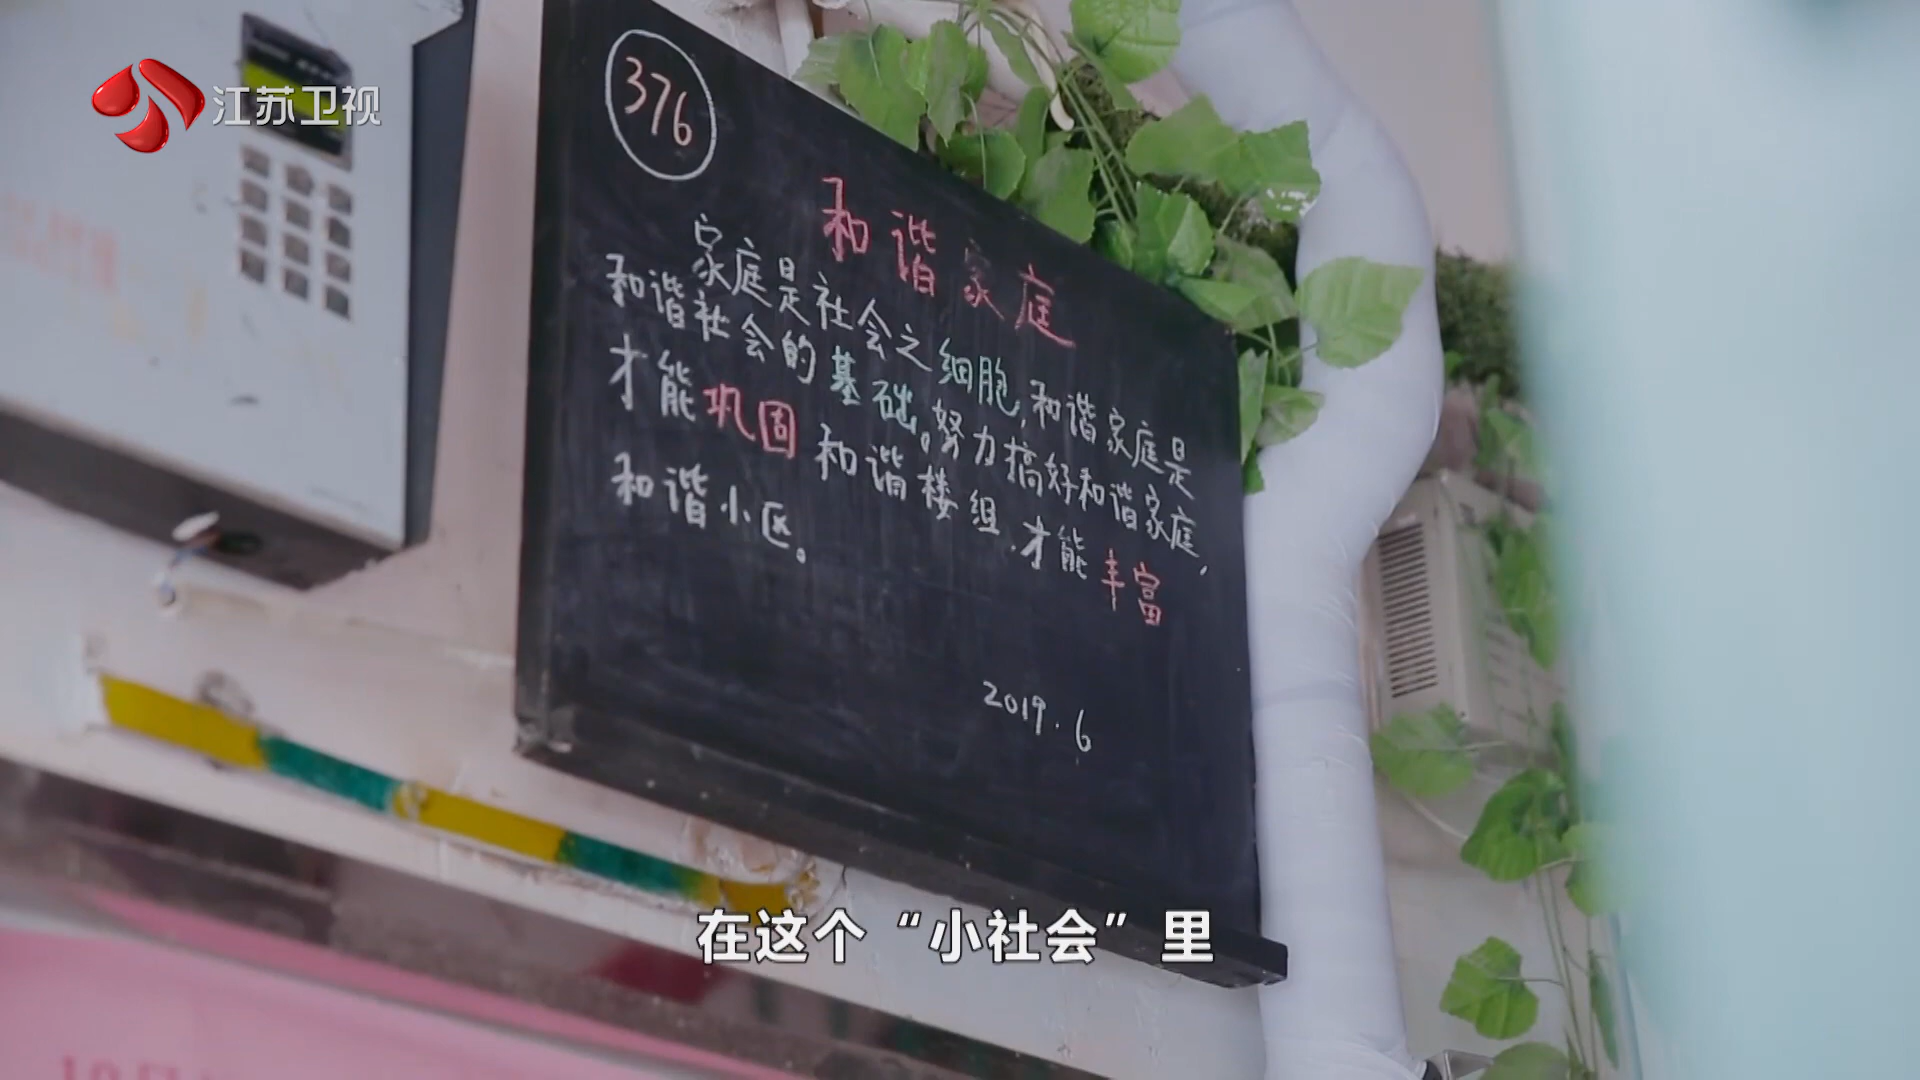 江苏卫视
376
和谐家庭
家庭是社会之细胞,和谐家庭是
和谐社会的基础。努力搞好和谐家庭,
才能巩固和谐楼组,才能丰富
和谐小区。
2019.6
在这个“小社会”里